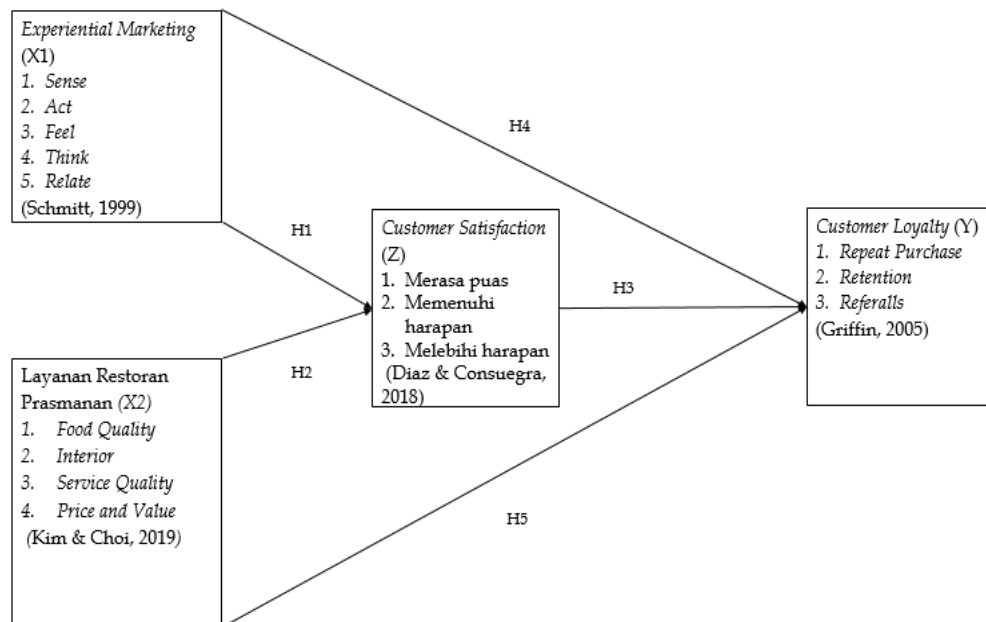 Experiential Marketing
(X1)
1. Sense
2. Act
3. Feel
4. Think
5. Relate
(Schmitt, 1999)
H4
H1
Customer Satisfaction
(Z)
1. Merasa puas
2. Memenuhi
harapan
3. Melebihi harapan
(Diaz & Consuegra,
2018)
H3
Customer Loyalty (Y)
1. Repeat Purchase
2. Retention
3. Referalls
(Griffin, 2005)
H2
Layanan Restoran
Prasmanan (X2)
1. Food Quality
2. Interior
3. Service Quality
4. Price and Value
(Kim & Choi, 2019)
H5